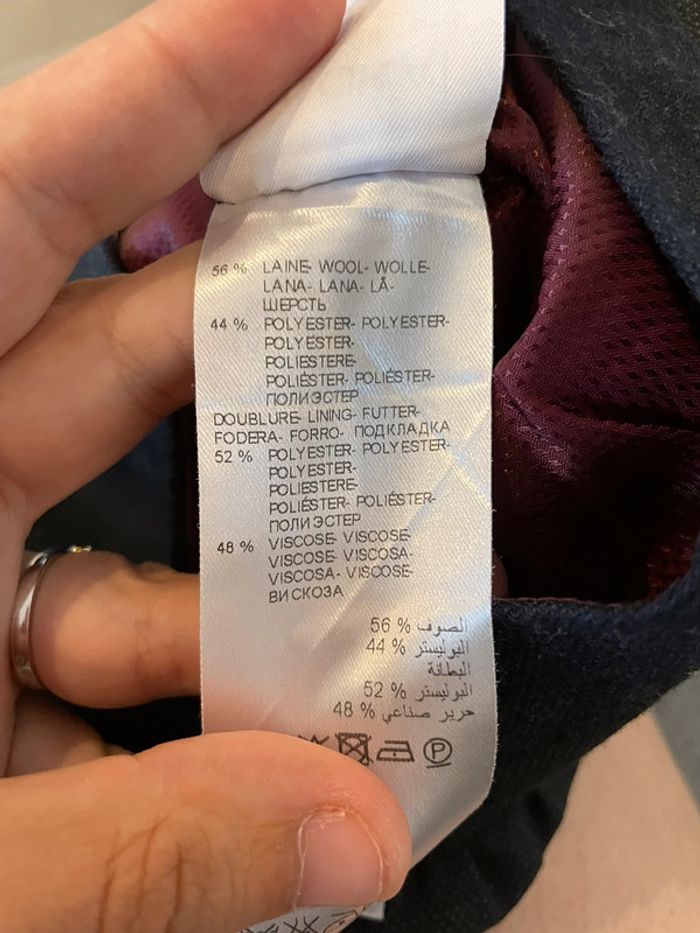 56 % LAINE- WOOL- WOLLE-
LANA- LANA- LÃ-
ШЕРСТЬ
44 % POLYESTER- POLYESTER-
POLYESTER-
POLIESTERE-
POLIÉSTER- POLIÉSTER-
ПОЛИЭСТЕР
DOUBLURE- LINING- FUTTER-
FODERA- FORRO- ПОДКЛАДКА
52 % POLYESTER- POLYESTER-
POLYESTER-
POLIESTERE-
POLIÉSTER- POLIÉSTER-
ПОЛИЭСТЕР
48 % VISCOSE- VISCOSE-
VISCOSE- VISCOSA-
VISCOSA- VISCOSE-
ВИСКОЗА
الصوف % 56
البوليستر % 44
البطانة
البوليستر % 52
حرير صناعي % 48
P